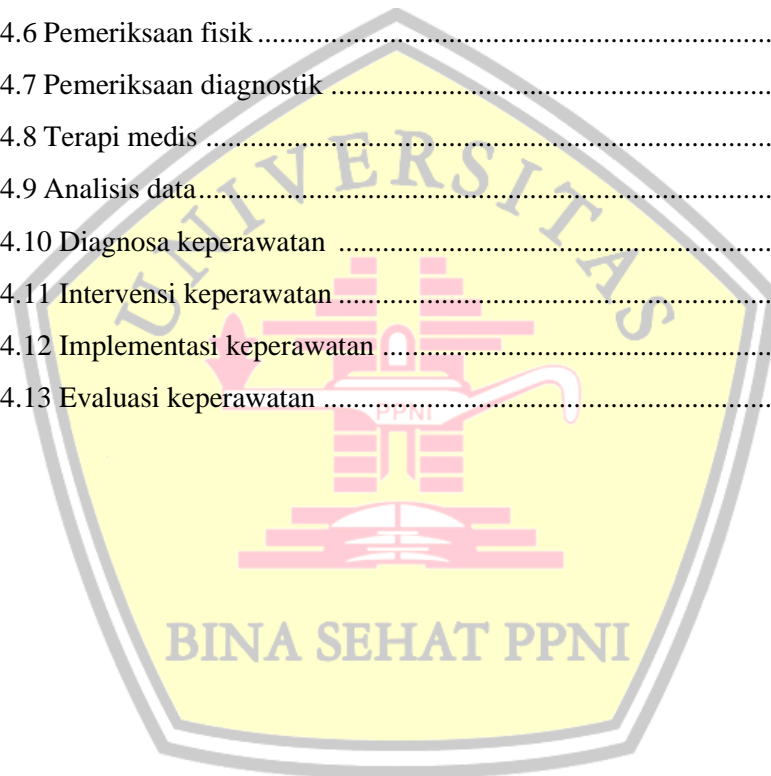 4.6 Pemeriksaan fisik ........................................................................
4.7 Pemeriksaan diagnostik ..............................................................
4.8 Terapi medis ................................................................................
4.9 Analisis data.................................................................................
4.10 Diagnosa keperawatan .............................................................
4.11 Intervensi keperawatan .............................................................
4.12 Implementasi keperawatan .......................................................
4.13 Evaluasi keperawatan ...............................................................
UNIVERSITAS
PPNI
BINA SEHAT PPNI